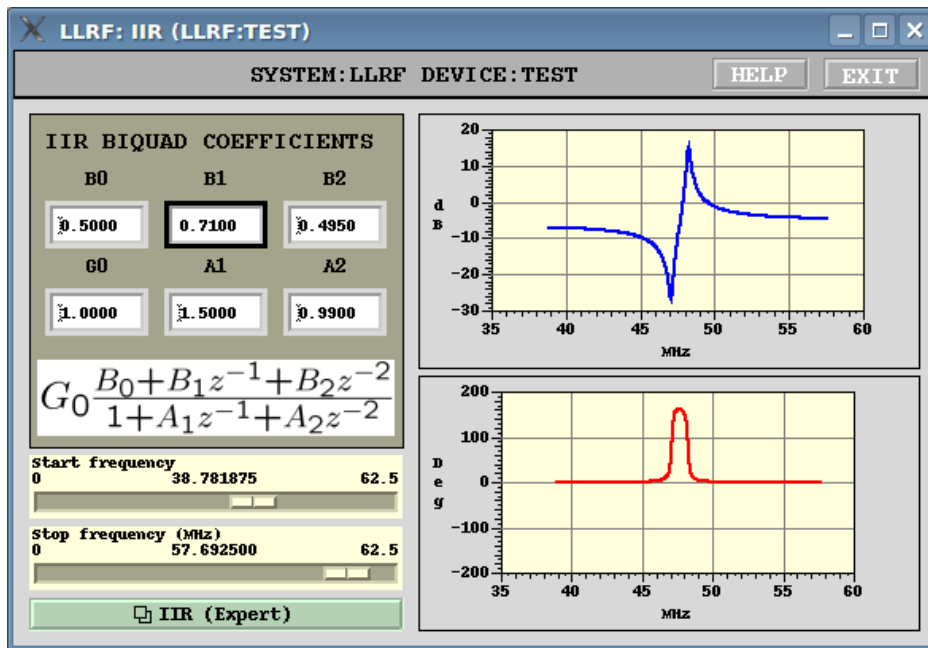 LLRF: IIR (LLRF:TEST)
SYSTEM:LLRF DEVICE:TEST
HELP
EXIT
IIR BIQUAD COEFFICIENTS
B0 B1 B2
0.5000 0.7100 0.4950
G0 A1 A2
1.0000 1.5000 0.9900
G0 B0+B1z−1+B2z−2
1+A1z−1+A2z−2
Start frequency
0 38.781875 62.5
Stop frequency (MHz)
0 57.692500 62.5
IIR (Expert)
dB
20
10
0
-10
-20
-30
35 40 45 50 55 60
MHz
Deg
200
100
0
-100
-200
35 40 45 50 55 60
MHz